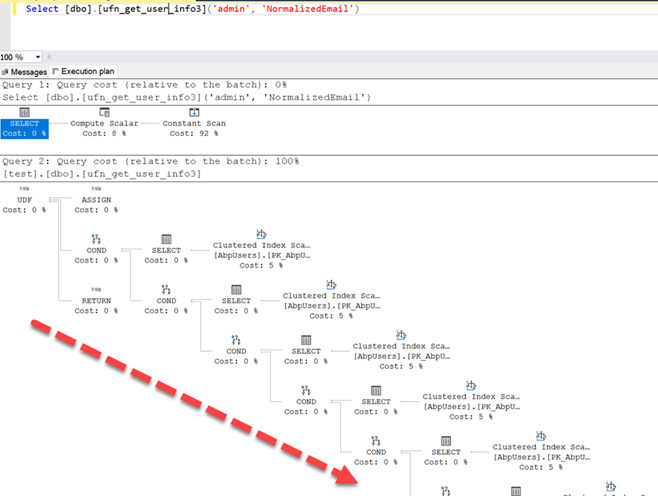 Select [dbo].[ufn_get_user_info3]('admin', 'NormalizedEmail')
100 %
Messages Execution plan
Query 1: Query cost (relative to the batch): 0%
Select [dbo].[ufn_get_user_info3]('admin', 'NormalizedEmail')
SELECT Compute Scalar Constant Scan
Cost: 0 % Cost: 8 % Cost: 92 %
Query 2: Query cost (relative to the batch): 100%
[test].[dbo].[ufn_get_user_info3]
T-SQL T-SQL
UDF ASSIGN
Cost: 0 % Cost: 0 %
COND SELECT Clustered Index Sca…
Cost: 0 % Cost: 0 % [AbpUsers].[PK_AbpU…
Cost: 5 %
T-SQL
RETURN COND SELECT Clustered Index Sca…
Cost: 0 % Cost: 0 % Cost: 0 % [AbpUsers].[PK_AbpU…
Cost: 5 %
COND SELECT Clustered Index Sca…
Cost: 0 % Cost: 0 % [AbpUsers].[PK_AbpU…
Cost: 5 %
COND SELECT Clustered Index Sca…
Cost: 0 % Cost: 0 % [AbpUsers].[PK_AbpU…
Cost: 5 %
COND SELECT Clustered Index Sca…
Cost: 0 % Cost: 0 % [AbpUsers].[PK_AbpU…
Cost: 5 %